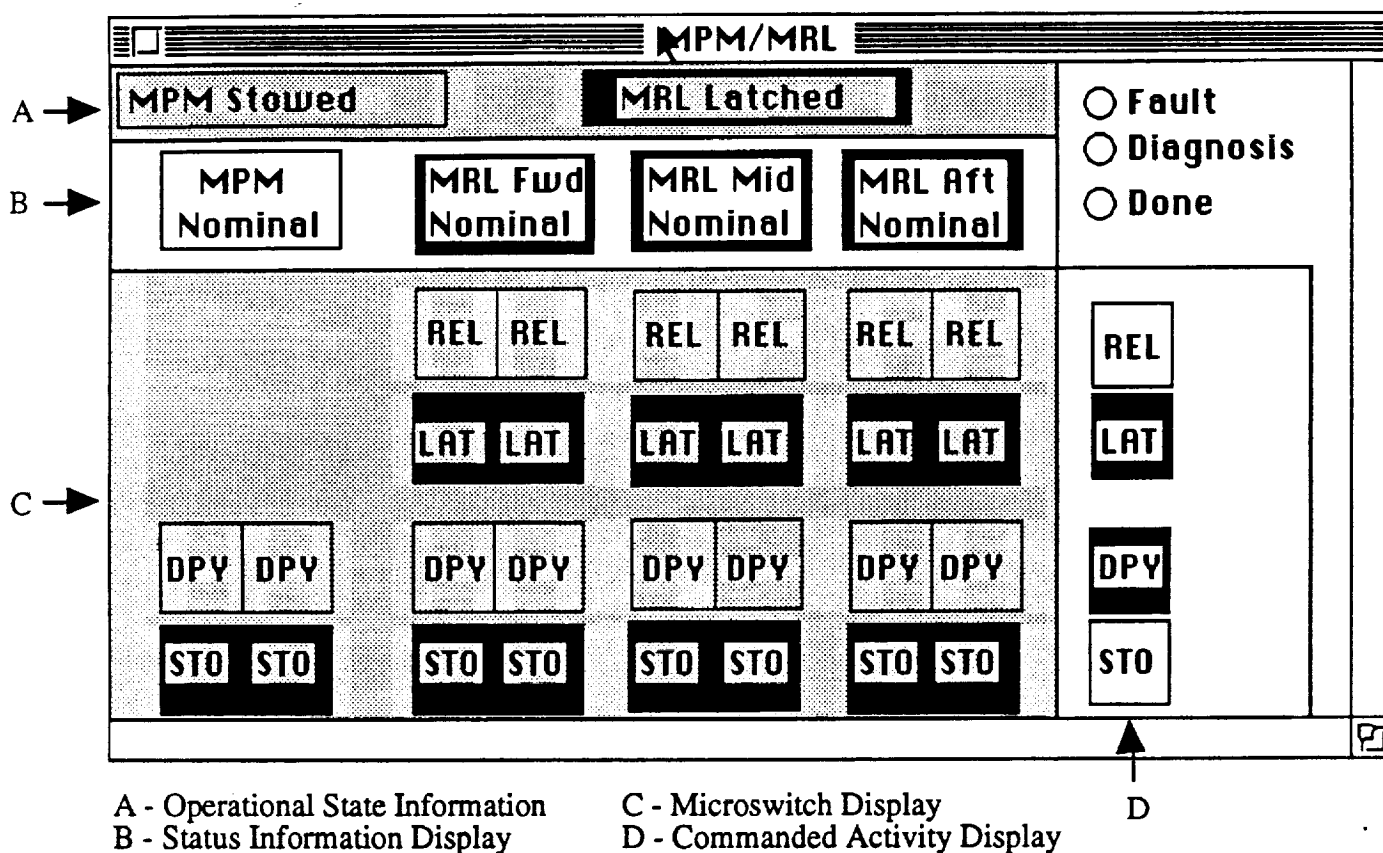 MPM/MRL
A
MPM Stowed
MRL Latched
Fault
Diagnosis
Done
B
MPM
Nominal
MRL Fwd
Nominal
MRL Mid
Nominal
MRL Aft
Nominal
REL REL REL REL REL REL REL
LAT LAT LAT LAT LAT LAT LAT
C
DPY DPY DPY DPY DPY DPY DPY DPY DPY
STO STO STO STO STO STO STO STO STO
D
A - Operational State Information
B - Status Information Display
C - Microswitch Display
D - Commanded Activity Display